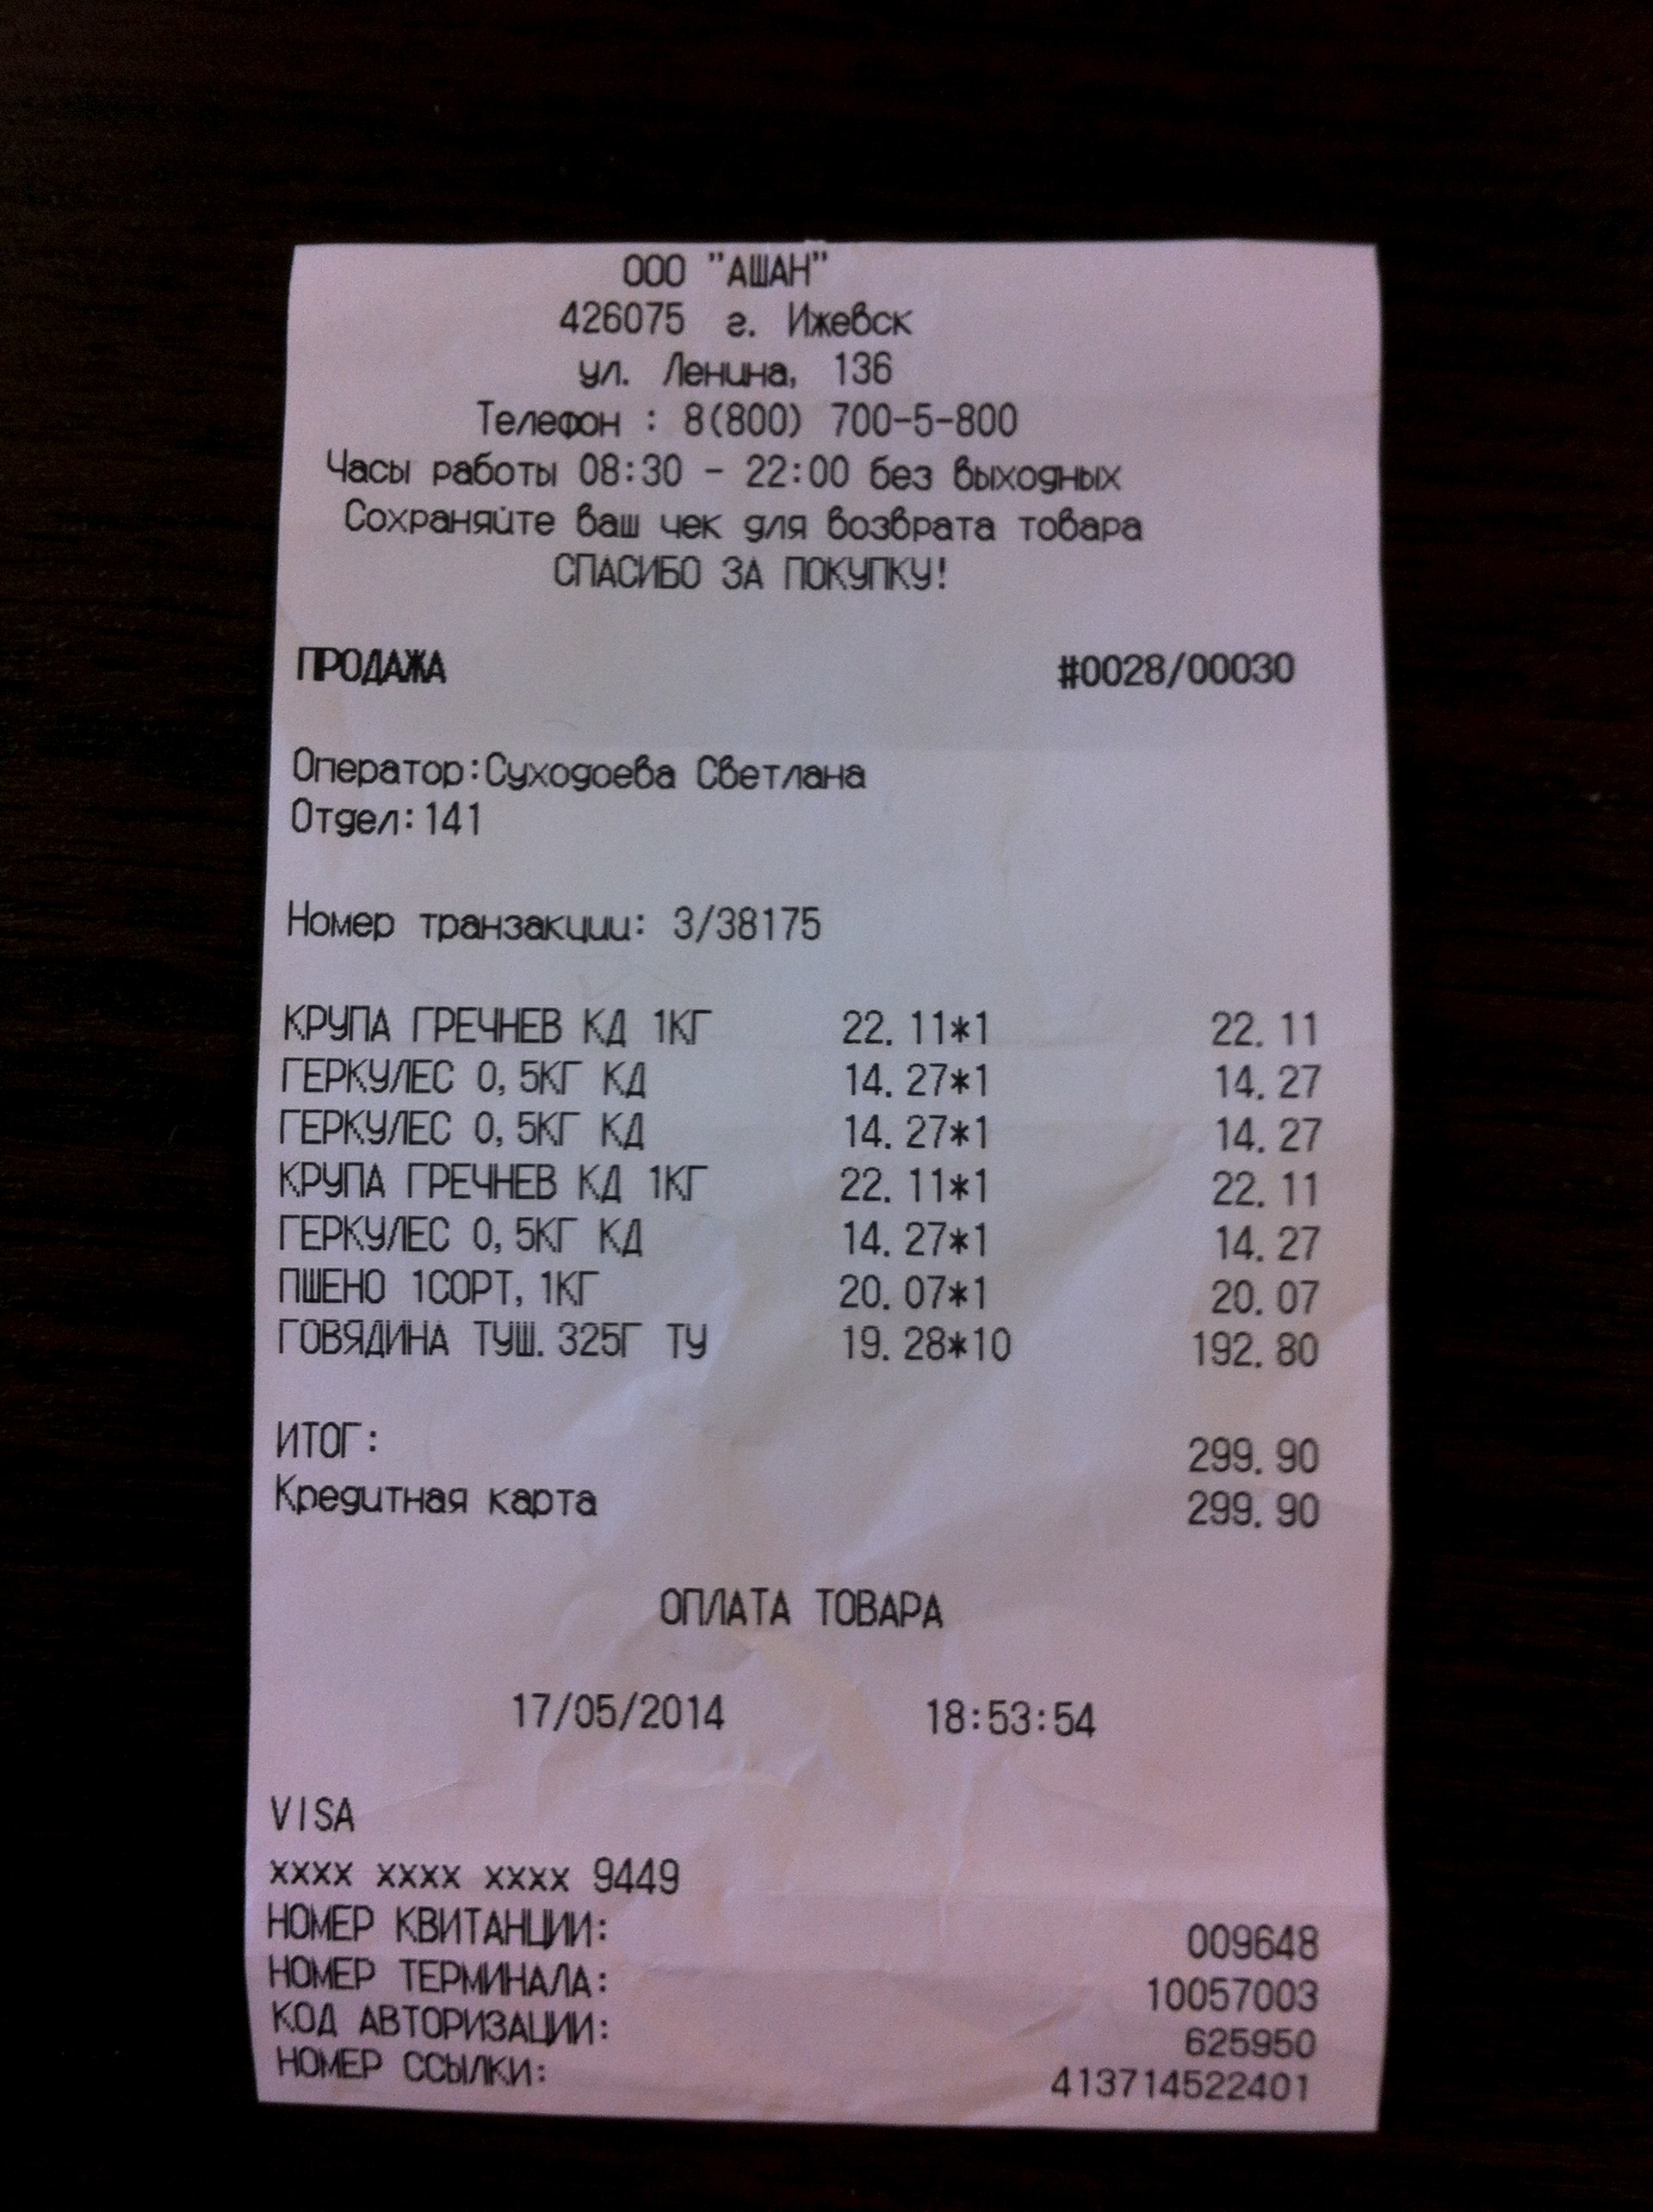 ООО "АШАН"
426075 г. Ижевск
ул. Ленина, 136
Телефон : 8(800) 700-5-800
Часы работы 08:30 - 22:00 без выходных
Сохраняйте ваш чек для возврата товара
СПАСИБО ЗА ПОКУПКУ!
ПРОДАЖА #0028/00030
Оператор:Суходоева Светлана
Отдел:141
Номер транзакции: 3/38175
КРУПА ГРЕЧНЕВ КД 1КГ 22.11*1 22.11
ГЕРКУЛЕС 0,5КГ КД 14.27*1 14.27
ГЕРКУЛЕС 0,5КГ КД 14.27*1 14.27
КРУПА ГРЕЧНЕВ КД 1КГ 22.11*1 22.11
ГЕРКУЛЕС 0,5КГ КД 14.27*1 14.27
ПШЕНО 1СОРТ,1КГ 20.07*1 20.07
ГОВЯДИНА ТУШ.325Г ТУ 19.28*10 192.80
ИТОГ: 299.90
Кредитная карта 299.90
ОПЛАТА ТОВАРА
17/05/2014 18:53:54
VISA
xxxx xxxx xxxx 9449
НОМЕР КВИТАНЦИИ: 009648
НОМЕР ТЕРМИНАЛА: 10057003
КОД АВТОРИЗАЦИИ: 625950
НОМЕР ССЫЛКИ: 413714522401